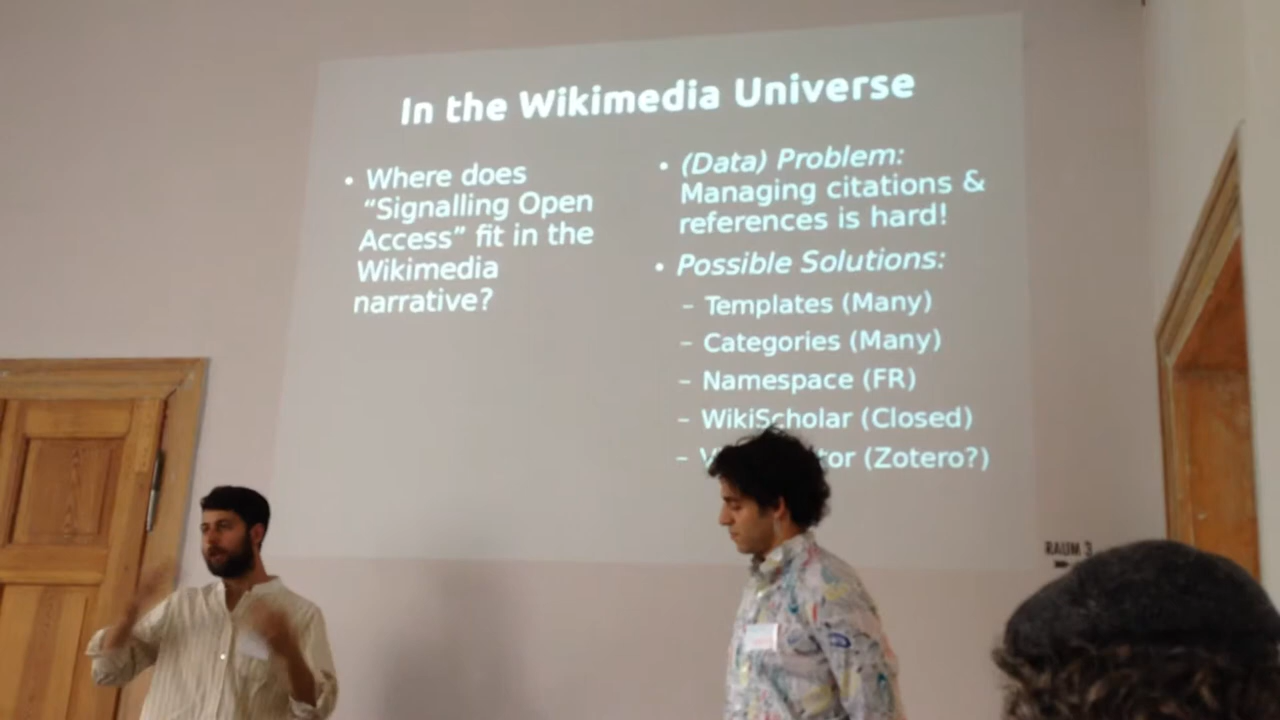 In the Wikimedia Universe
• Where does
“Signalling Open
Access” fit in the
Wikimedia
narrative?
• (Data) Problem:
Managing citations &
references is hard!
• Possible Solutions:
– Templates (Many)
– Categories (Many)
– Namespace (FR)
– WikiScholar (Closed)
– (Zotero?)
RAUM 3